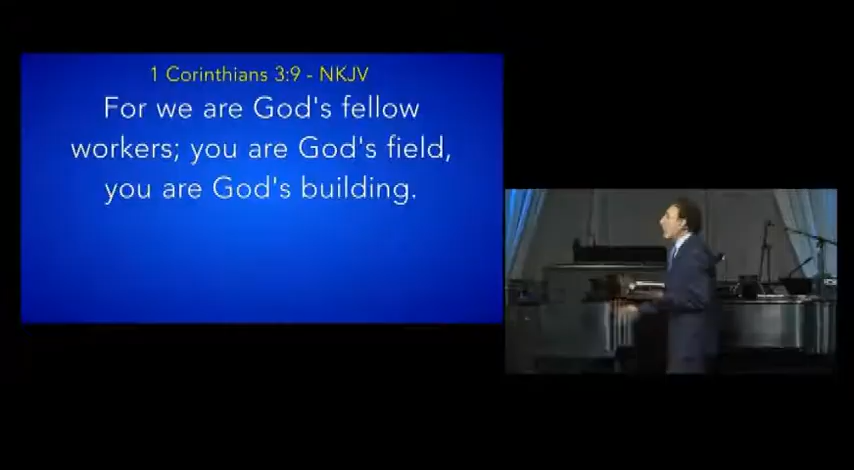 1 Corinthians 3:9 - NKJV
For we are God's fellow
workers; you are God's field,
you are God's building.